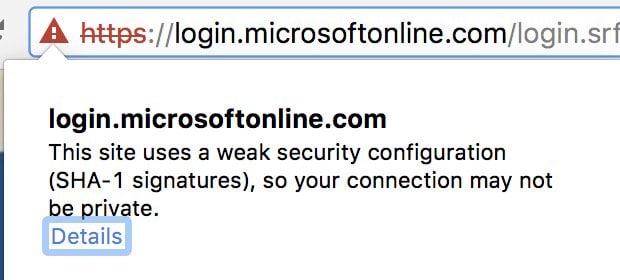 https://login.microsoftonline.com/login.srf
login.microsoftonline.com
This site uses a weak security configuration
(SHA-1 signatures), so your connection may not
be private.
Details